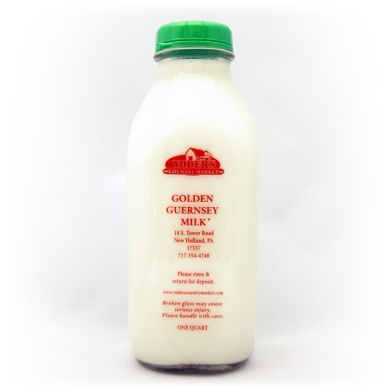 YODER'S
COUNTRY MARKET
GOLDEN
GUERNSEY
MILK*
14 S. Tower Road
New Holland, PA
17557
717-354-4748
Please rinse &
return for deposit.
www.yoderscountrymarket.com
Broken glass may cause
serious injury.
Please handle with care.
ONE QUART